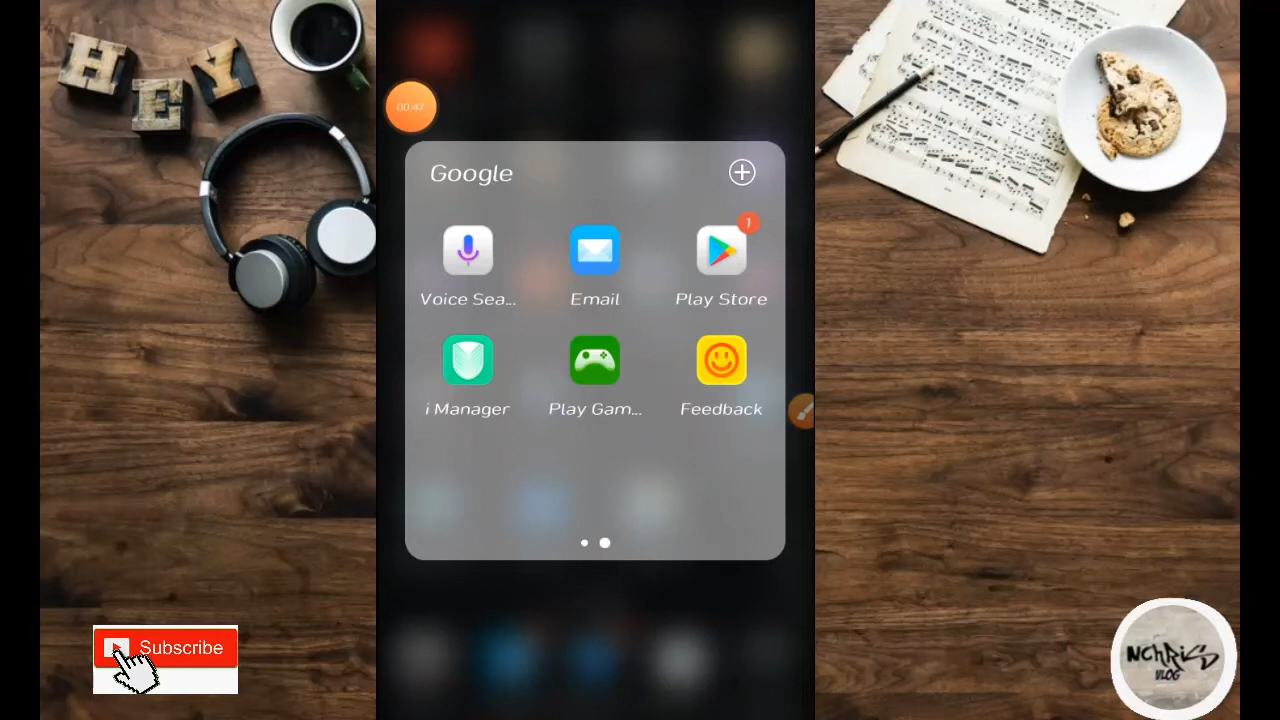 HEY
00:47
Google
1
Voice Sea...
Email
Play Store
i Manager
Play Gam...
Feedback
Subscribe
NChRiS
VLOG